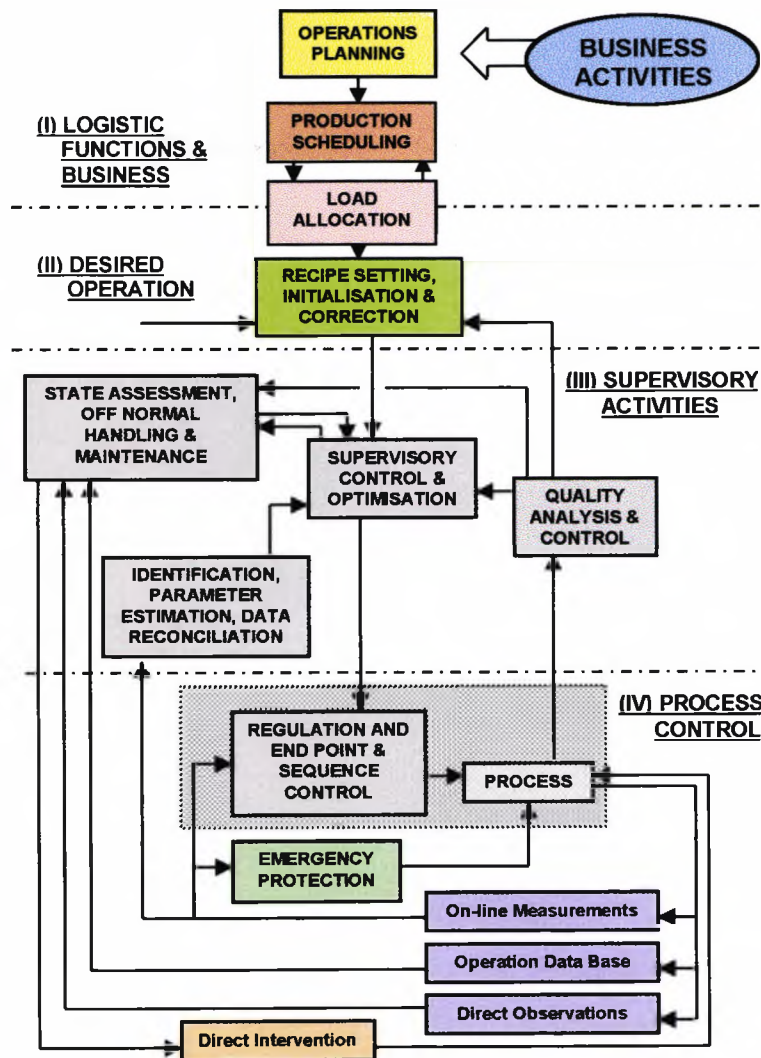 OPERATIONS
PLANNING
BUSINESS
ACTIVITIES
(I) LOGISTIC
FUNCTIONS &
BUSINESS
PRODUCTION
SCHEDULING
LOAD
ALLOCATION
(II) DESIRED
OPERATION
RECIPE SETTING,
INITIALISATION &
CORRECTION
(III) SUPERVISORY
ACTIVITIES
STATE ASSESSMENT,
OFF NORMAL
HANDLING &
MAINTENANCE
SUPERVISORY
CONTROL &
OPTIMISATION
QUALITY
ANALYSIS &
CONTROL
IDENTIFICATION,
PARAMETER
ESTIMATION, DATA
RECONCILIATION
(IV) PROCESS
CONTROL
REGULATION AND
END POINT &
SEQUENCE
CONTROL
PROCESS
EMERGENCY
PROTECTION
On-line Measurements
Operation Data Base
Direct Observations
Direct Intervention